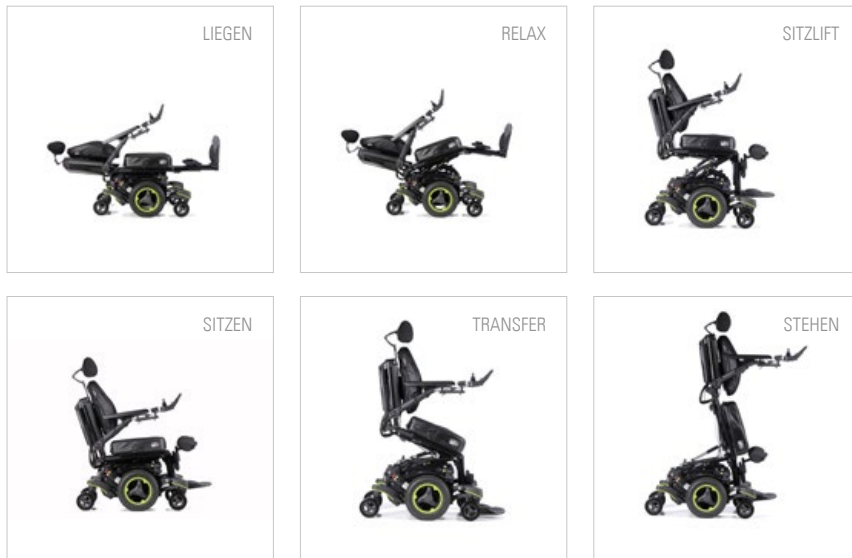 LIEGEN
RELAX
SITZLIFT
SITZEN
TRANSFER
STEHEN